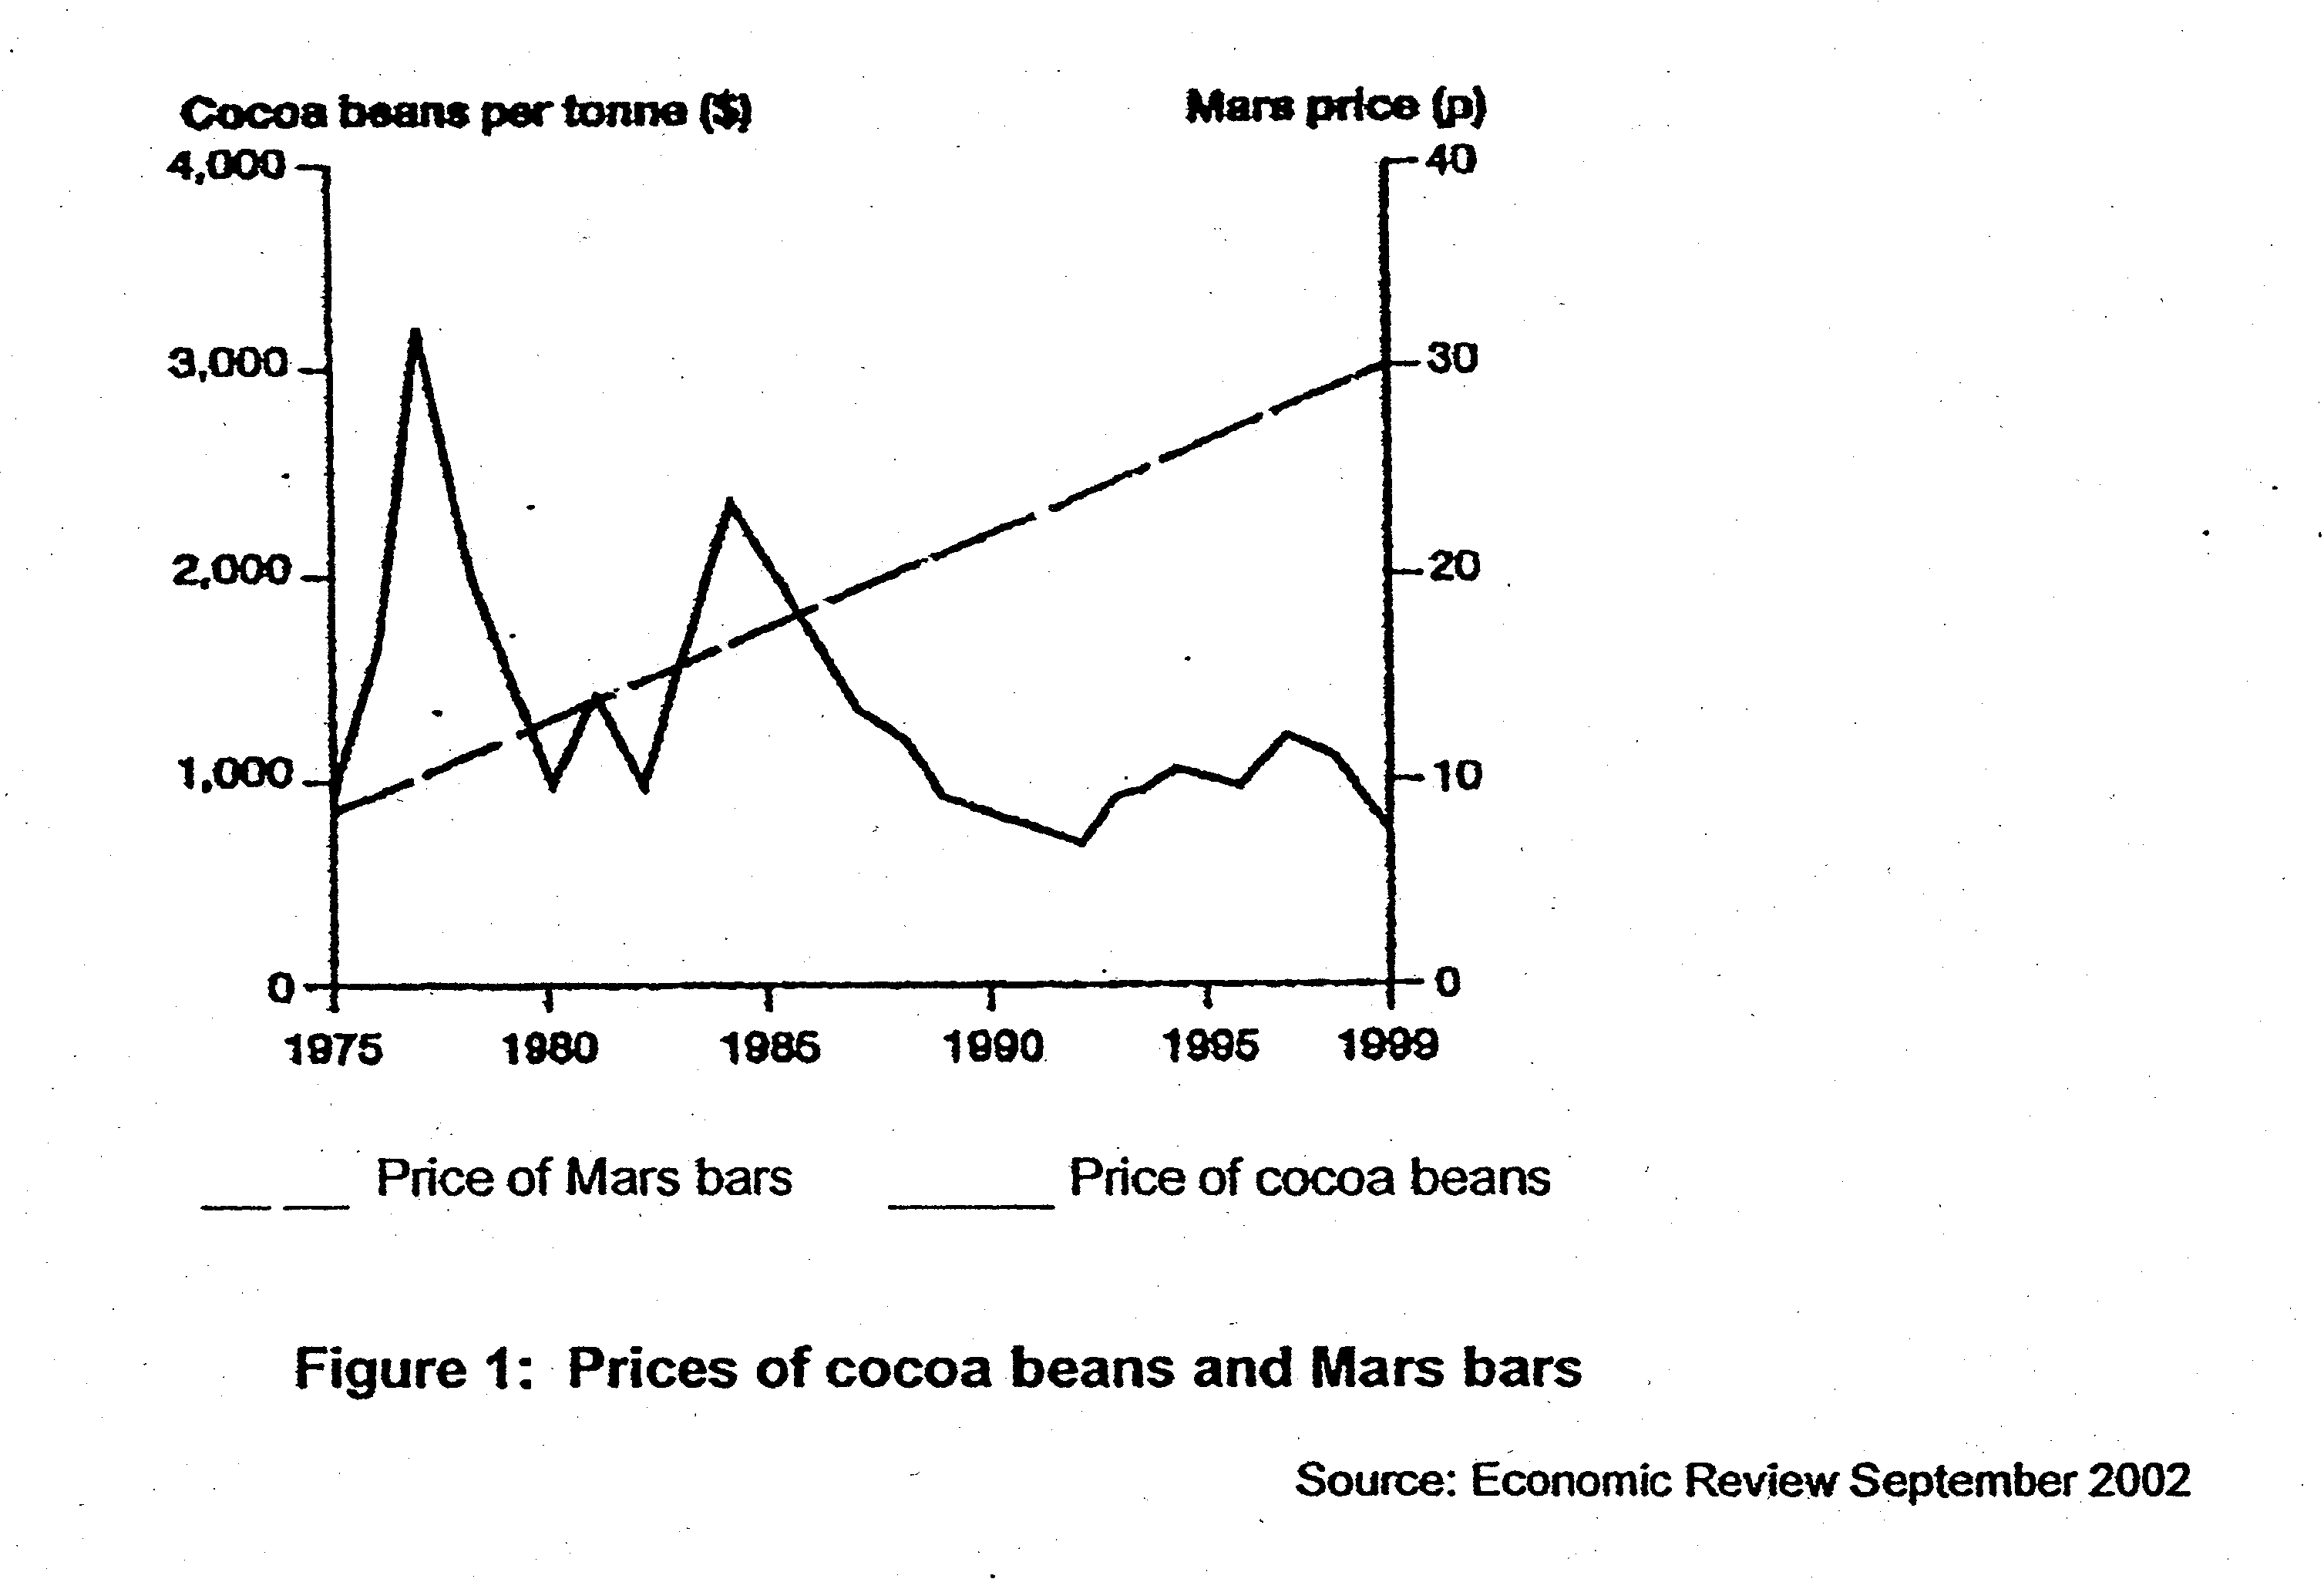 Cocoa beans per tonne ($)
Mars price (p)
4,000
40
3,000
30
2,000
20
1,000
10
0
0
1975 1980 1985 1990 1995 1999
Price of Mars bars
Price of cocoa beans
Figure 1: Prices of cocoa beans and Mars bars
Source: Economic Review September 2002